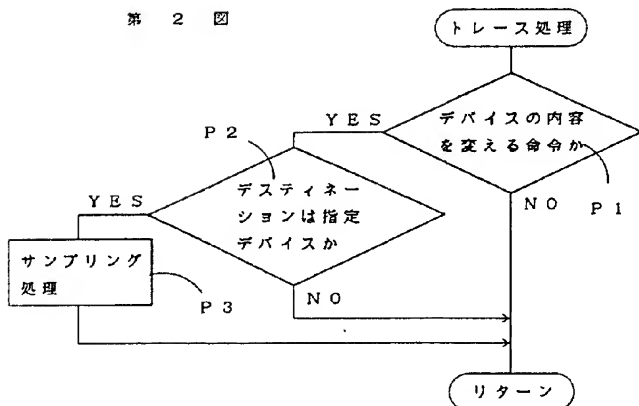 第 2 図
トレース処理
デバイスの内容
を変える命令か
YES
P2
NO
P1
デスティネー
ションは指定
デバイスか
YES
サンプリング
処理
P3
NO
リターン